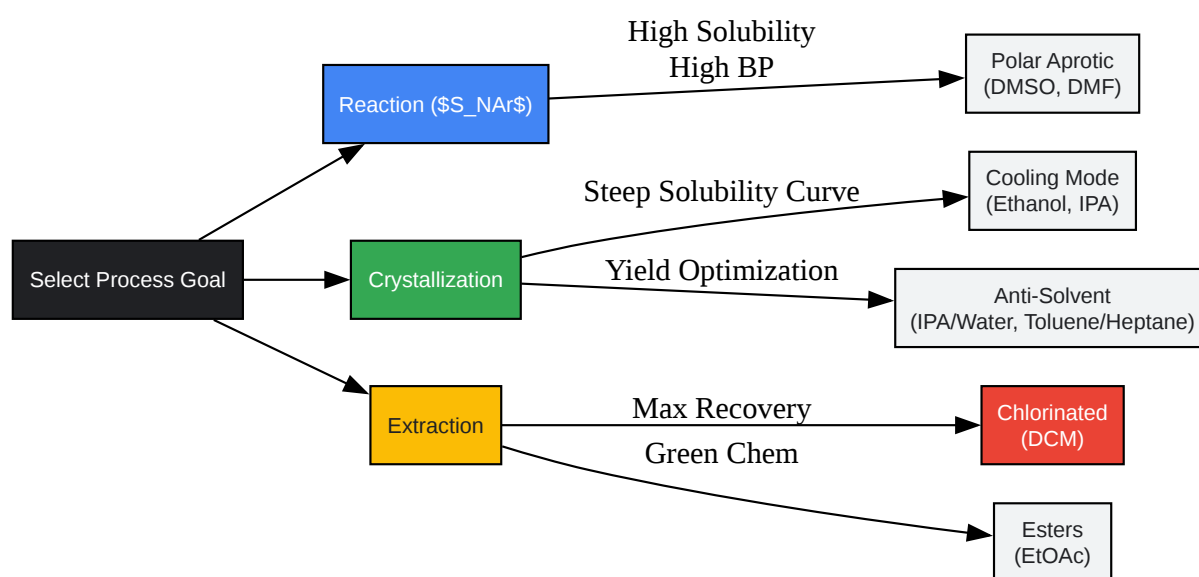 Select Process Goal
Reaction ($S_NAr$)
High Solubility
High BP
Polar Aprotic
(DMSO, DMF)
Crystallization
Steep Solubility Curve
Cooling Mode
(Ethanol, IPA)
Yield Optimization
Anti-Solvent
(IPA/Water, Toluene/Heptane)
Extraction
Max Recovery
Chlorinated
(DCM)
Green Chem
Esters
(EtOAc)